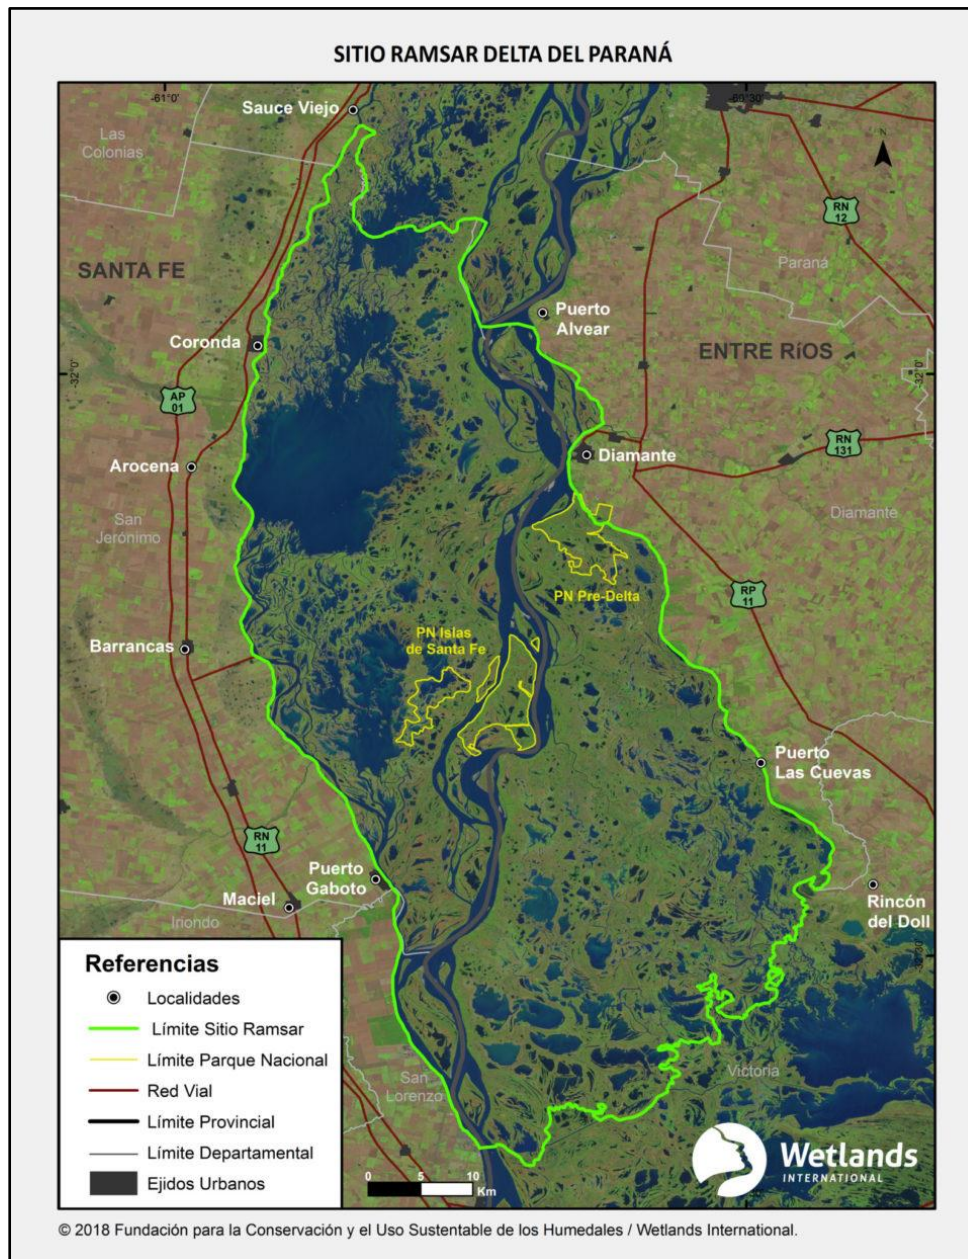 SITIO RAMSAR DELTA DEL PARANÁ
-61°0'
-60°30'
Sauce Viejo
Las
Colonias
N
RN
12
SANTA FE
Paraná
Puerto
Alvear
Coronda
ENTRE RíOS
-32°0'
-32°0'
AP
01
RN
131
Arocena
Diamante
San
Jerónimo
Diamante
PN Pre-Delta
RP
11
PN Islas
de Santa Fe
Barrancas
Puerto
Las Cuevas
RN
11
Puerto
Gaboto
Maciel
Rincón
del Doll
Iriondo
Referencias
Localidades
Límite Sitio Ramsar
Límite Parque Nacional
Red Vial
Límite Provincial
Límite Departamental
Ejidos Urbanos
San
Lorenzo
Victoria
0 5 10
Km
Wetlands
INTERNATIONAL
© 2018 Fundación para la Conservación y el Uso Sustentable de los Humedales / Wetlands International.